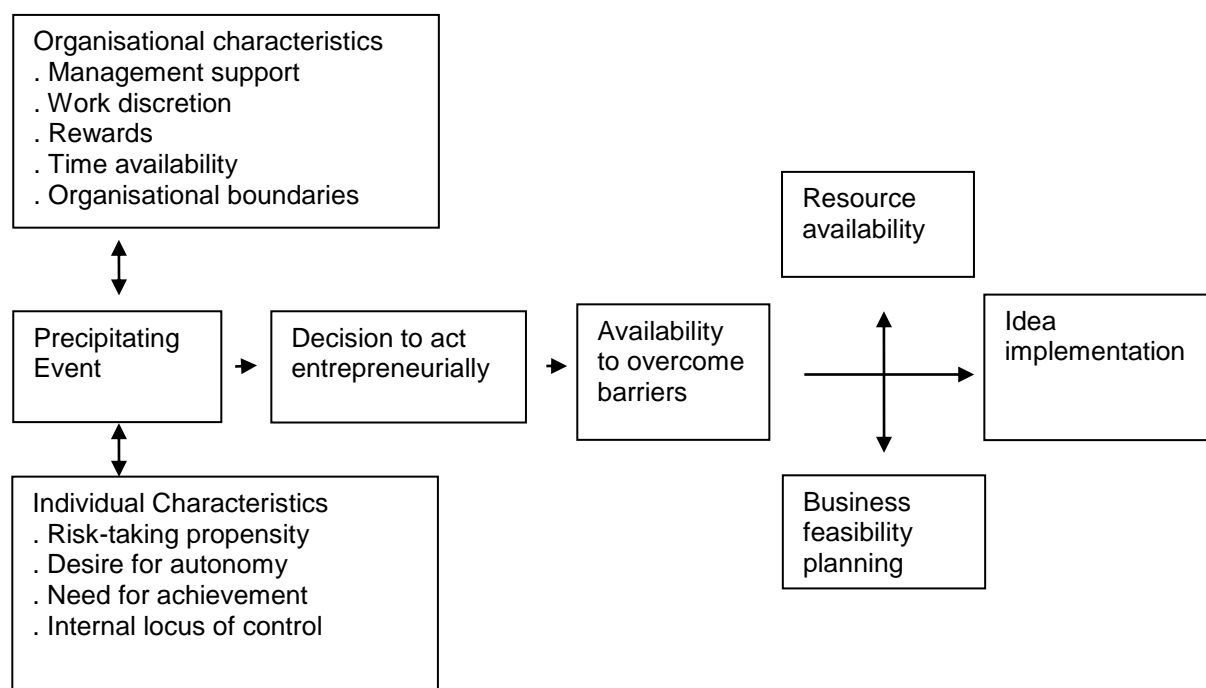 Organisational characteristics
. Management support
. Work discretion
. Rewards
. Time availability
. Organisational boundaries
Resource
availability
Precipitating
Event
Decision to act
entrepreneurially
Availability
to overcome
barriers
Idea
implementation
Individual Characteristics
. Risk-taking propensity
. Desire for autonomy
. Need for achievement
. Internal locus of control
Business
feasibility
planning